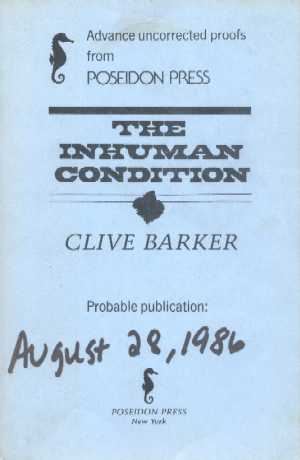 Advance uncorrected proofs
from
POSEIDON PRESS
THE
INHUMAN
CONDITION
CLIVE BARKER
Probable publication:
August 28, 1986
POSEIDON PRESS
New York